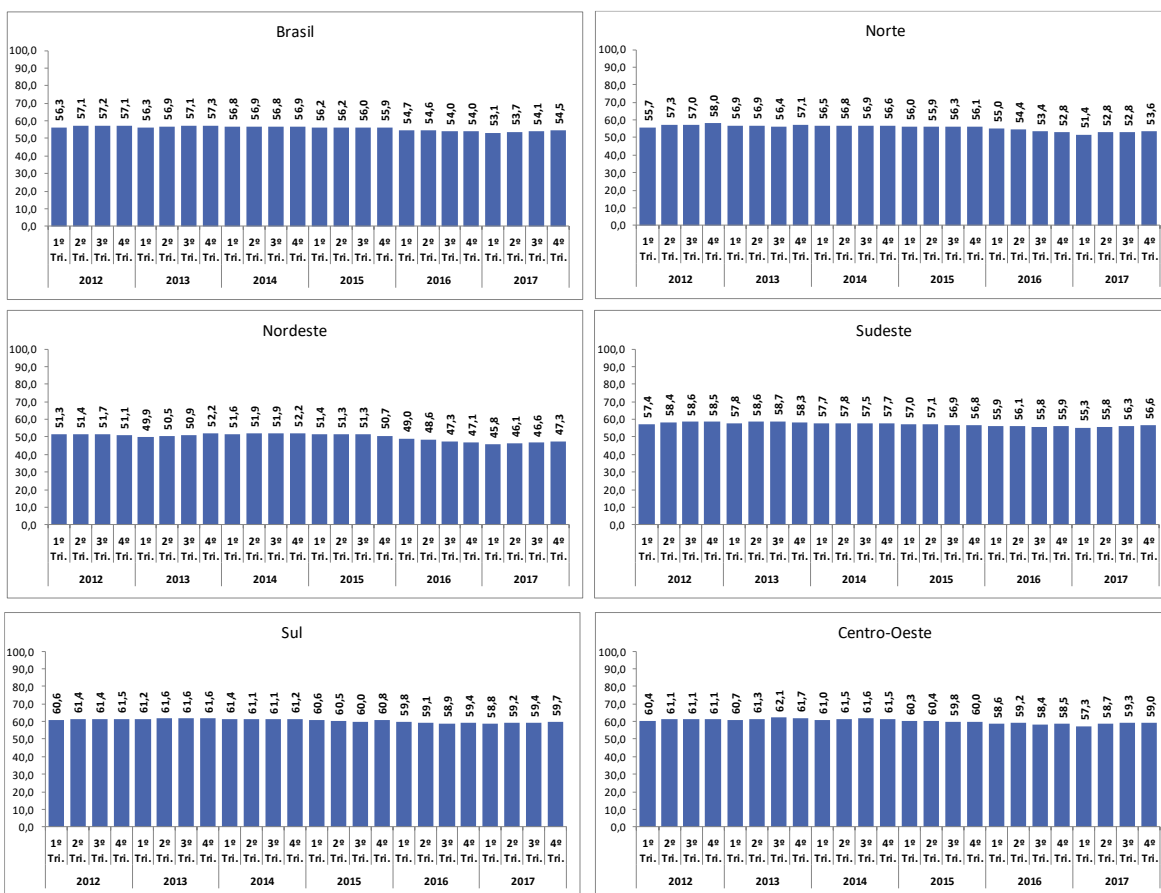 Brasil
100,0
90,0
80,0
70,0
60,0
50,0
40,0
30,0
20,0
10,0
0,0
56,3 57,1 57,2 57,1 56,3 56,9 57,1 57,3 56,8 56,9 56,8 56,9 56,2 56,2 56,0 55,9 54,7 54,6 54,0 54,0 53,1 53,7 54,1 54,5
1º 2º 3º 4º 1º 2º 3º 4º 1º 2º 3º 4º 1º 2º 3º 4º 1º 2º 3º 4º 1º 2º 3º 4º
Tri. Tri. Tri. Tri. Tri. Tri. Tri. Tri. Tri. Tri. Tri. Tri. Tri. Tri. Tri. Tri. Tri. Tri. Tri. Tri. Tri. Tri. Tri. Tri.
2012 2013 2014 2015 2016 2017
Norte
100,0
90,0
80,0
70,0
60,0
50,0
40,0
30,0
20,0
10,0
0,0
55,7 57,3 57,0 58,0 56,9 56,9 56,4 57,1 56,5 56,8 56,9 56,6 56,0 55,9 56,3 56,1 55,0 54,4 53,4 52,8 51,4 52,8 52,8 53,6
1º 2º 3º 4º 1º 2º 3º 4º 1º 2º 3º 4º 1º 2º 3º 4º 1º 2º 3º 4º 1º 2º 3º 4º
Tri. Tri. Tri. Tri. Tri. Tri. Tri. Tri. Tri. Tri. Tri. Tri. Tri. Tri. Tri. Tri. Tri. Tri. Tri. Tri. Tri. Tri. Tri. Tri.
2012 2013 2014 2015 2016 2017
Nordeste
100,0
90,0
80,0
70,0
60,0
50,0
40,0
30,0
20,0
10,0
0,0
51,3 51,4 51,7 51,1 49,9 50,5 50,9 52,2 51,6 51,9 51,9 52,2 51,4 51,3 51,3 50,7 49,0 48,6 47,3 47,1 45,8 46,1 46,6 47,3
1º 2º 3º 4º 1º 2º 3º 4º 1º 2º 3º 4º 1º 2º 3º 4º 1º 2º 3º 4º 1º 2º 3º 4º
Tri. Tri. Tri. Tri. Tri. Tri. Tri. Tri. Tri. Tri. Tri. Tri. Tri. Tri. Tri. Tri. Tri. Tri. Tri. Tri. Tri. Tri. Tri. Tri.
2012 2013 2014 2015 2016 2017
Sudeste
100,0
90,0
80,0
70,0
60,0
50,0
40,0
30,0
20,0
10,0
0,0
57,4 58,4 58,6 58,5 57,8 58,6 58,7 58,3 57,7 57,8 57,5 57,7 57,0 57,1 56,9 56,8 55,9 56,1 55,8 55,9 55,3 55,8 56,3 56,6
1º 2º 3º 4º 1º 2º 3º 4º 1º 2º 3º 4º 1º 2º 3º 4º 1º 2º 3º 4º 1º 2º 3º 4º
Tri. Tri. Tri. Tri. Tri. Tri. Tri. Tri. Tri. Tri. Tri. Tri. Tri. Tri. Tri. Tri. Tri. Tri. Tri. Tri. Tri. Tri. Tri. Tri.
2012 2013 2014 2015 2016 2017
Sul
100,0
90,0
80,0
70,0
60,0
50,0
40,0
30,0
20,0
10,0
0,0
60,6 61,4 61,4 61,5 61,2 61,6 61,6 61,6 61,4 61,1 61,1 61,2 60,6 60,5 60,0 60,8 59,8 59,1 58,9 59,4 58,8 59,2 59,4 59,7
1º 2º 3º 4º 1º 2º 3º 4º 1º 2º 3º 4º 1º 2º 3º 4º 1º 2º 3º 4º 1º 2º 3º 4º
Tri. Tri. Tri. Tri. Tri. Tri. Tri. Tri. Tri. Tri. Tri. Tri. Tri. Tri. Tri. Tri. Tri. Tri. Tri. Tri. Tri. Tri. Tri. Tri.
2012 2013 2014 2015 2016 2017
Centro-Oeste
100,0
90,0
80,0
70,0
60,0
50,0
40,0
30,0
20,0
10,0
0,0
60,4 61,1 61,1 61,1 60,7 61,3 62,1 61,7 61,0 61,5 61,6 61,5 60,3 60,4 59,8 60,0 58,6 59,2 58,4 58,5 57,3 58,7 59,3 59,0
1º 2º 3º 4º 1º 2º 3º 4º 1º 2º 3º 4º 1º 2º 3º 4º 1º 2º 3º 4º 1º 2º 3º 4º
Tri. Tri. Tri. Tri. Tri. Tri. Tri. Tri. Tri. Tri. Tri. Tri. Tri. Tri. Tri. Tri. Tri. Tri. Tri. Tri. Tri. Tri. Tri. Tri.
2012 2013 2014 2015 2016 2017